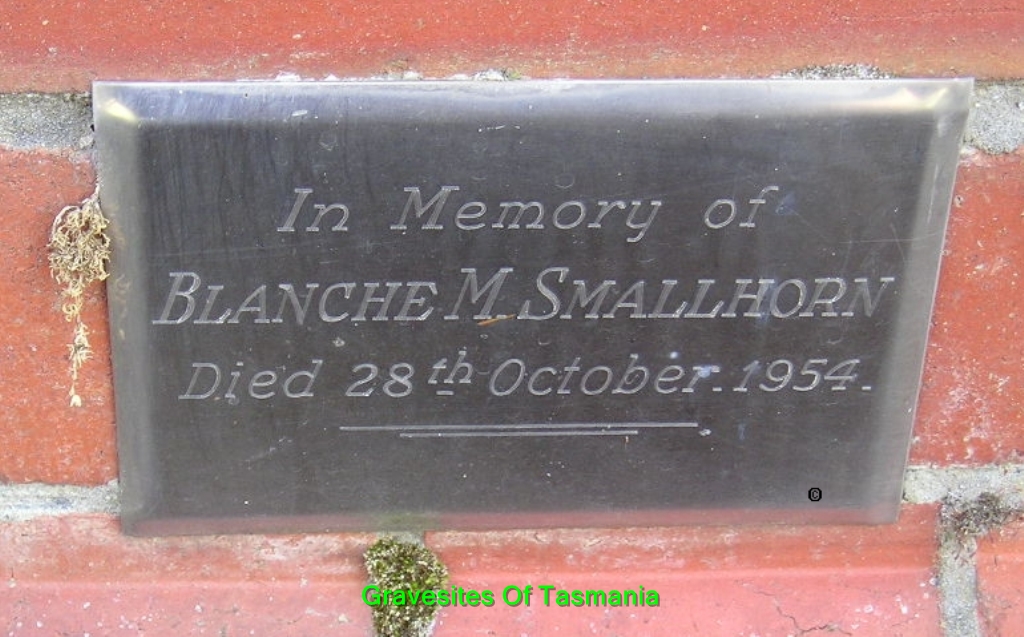 In Memory of
BLANCHE M. SMALLHORN
Died 28th October. 1954.
©
Gravesites Of Tasmania